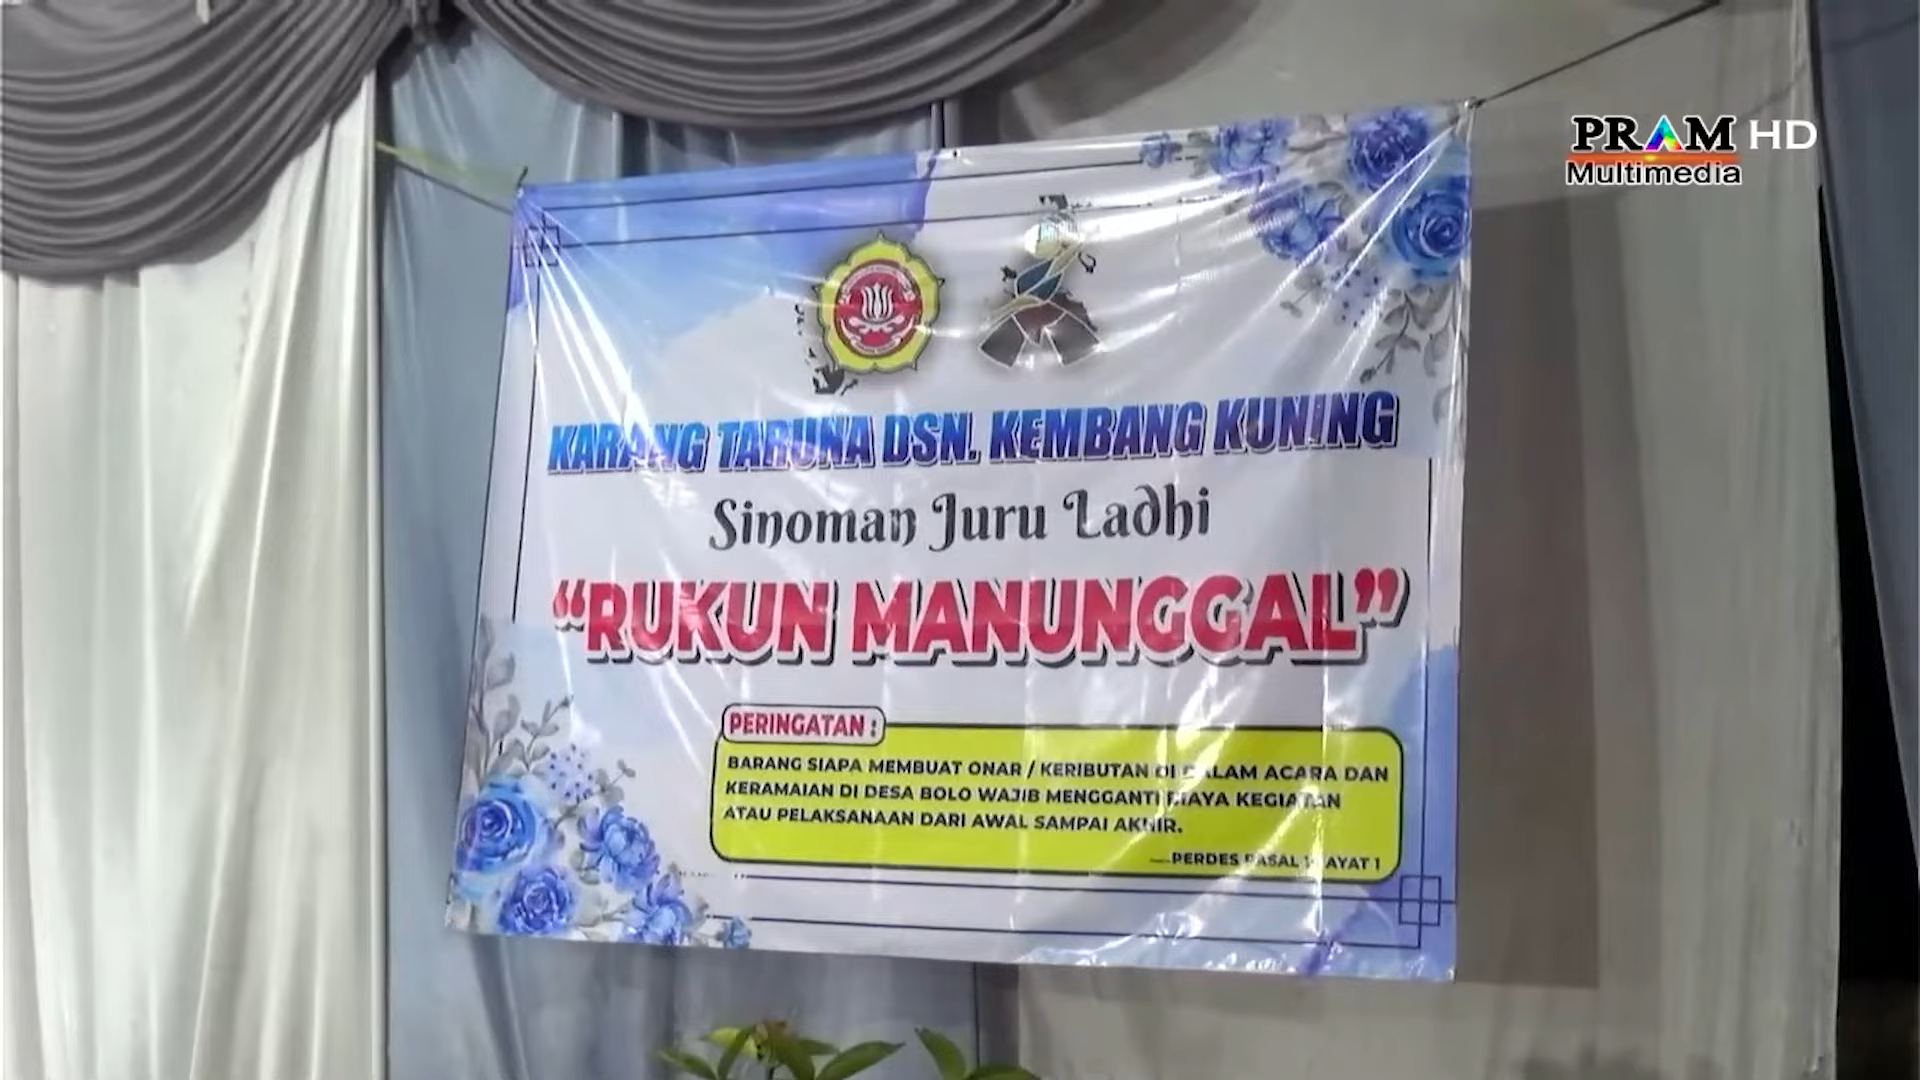 PRAM HD
Multimedia
KARANG TARUNA DSN. KEMBANG KUNING
Sinoman Juru Ladhi
“RUKUN MANUNGGAL”
PERINGATAN :
BARANG SIAPA MEMBUAT ONAR / KERIBUTAN DI DALAM ACARA DAN
KERAMAIAN DI DESA BOLO WAJIB MENGGANTI BIAYA KEGIATAN
ATAU PELAKSANAAN DARI AWAL SAMPAI AKHIR.
PERDES PASAL AYAT 1